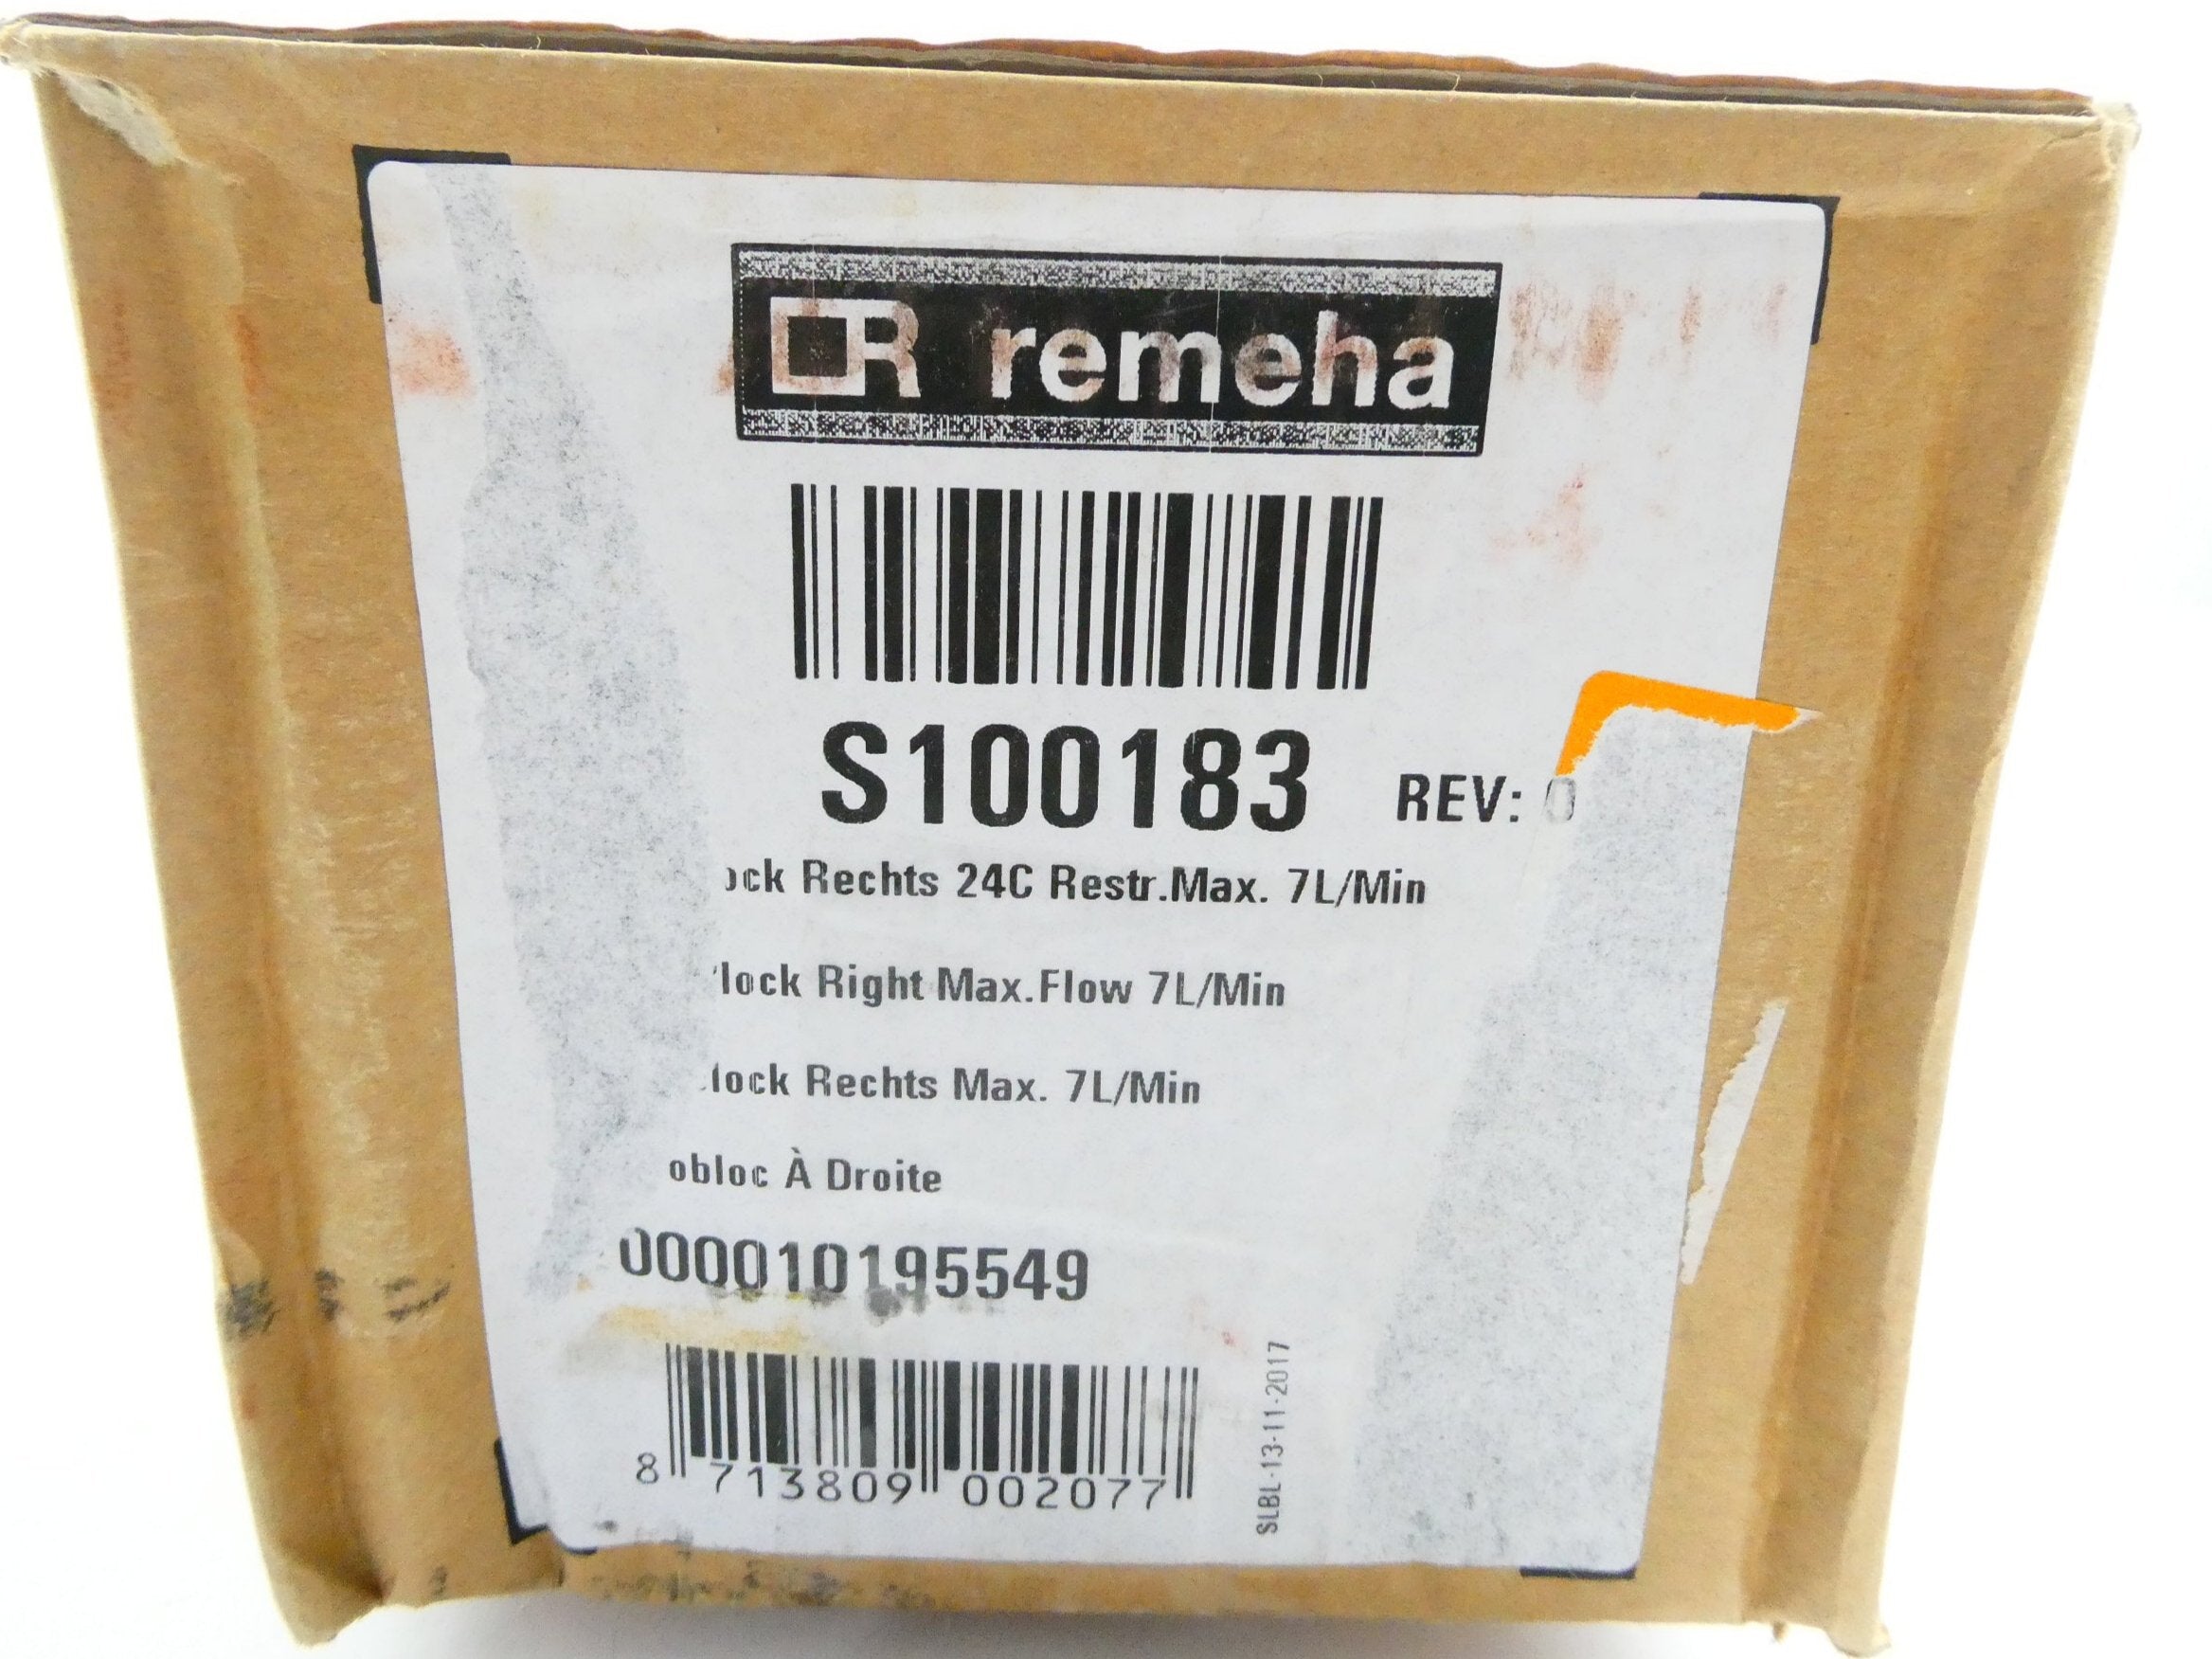 remeha
S100183 REV: 0
Rechts 24C Restr.Max. 7L/Min
lock Right Max.Flow 7L/Min
lock Rechts Max. 7L/Min
obloc À Droite
000010195549
8 713809 002077
SLBL-13-11-2017